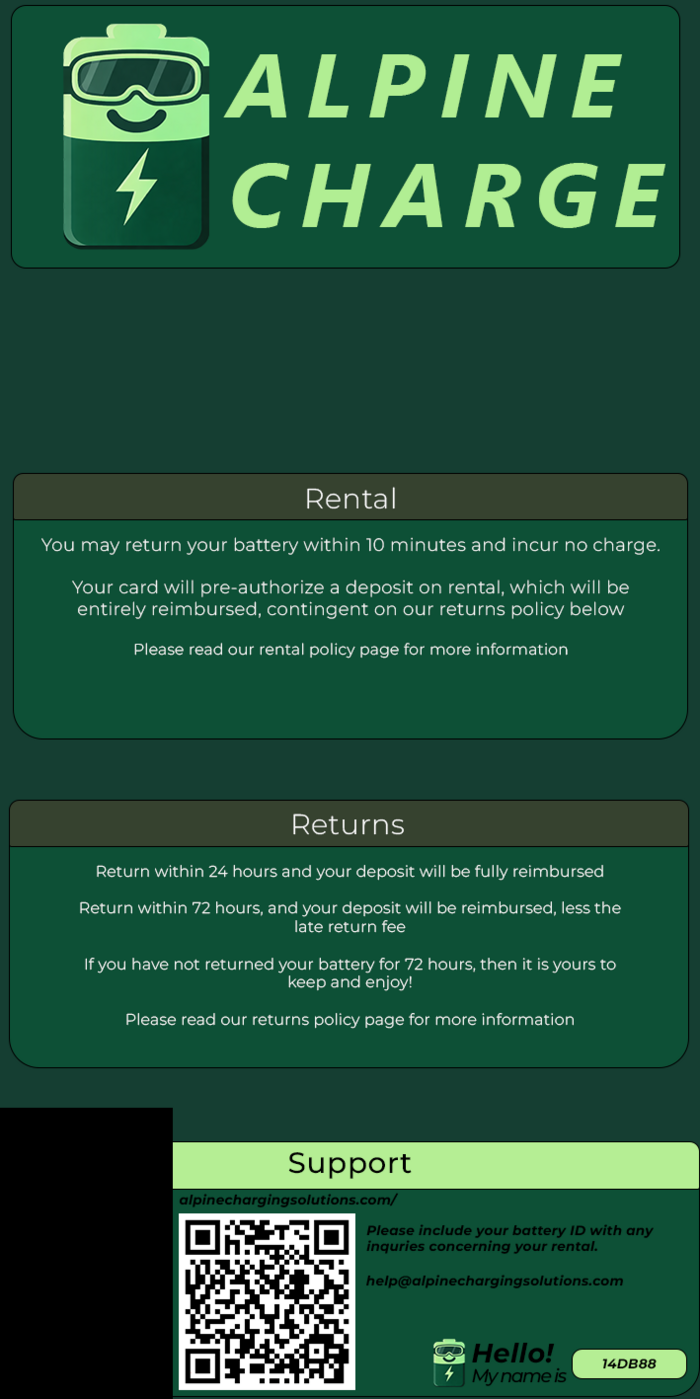 ALPINE
CHARGE
Rental
You may return your battery within 10 minutes and incur no charge.
Your card will pre-authorize a deposit on rental, which will be
entirely reimbursed, contingent on our returns policy below
Please read our rental policy page for more information
Returns
Return within 24 hours and your deposit will be fully reimbursed
Return within 72 hours, and your deposit will be reimbursed, less the
late return fee
If you have not returned your battery for 72 hours, then it is yours to
keep and enjoy!
Please read our returns policy page for more information
Support
alpinechargingsolutions.com/
Please include your battery ID with any
inquries concerning your rental.
help@alpinechargingsolutions.com
Hello!
My name is
14DB88